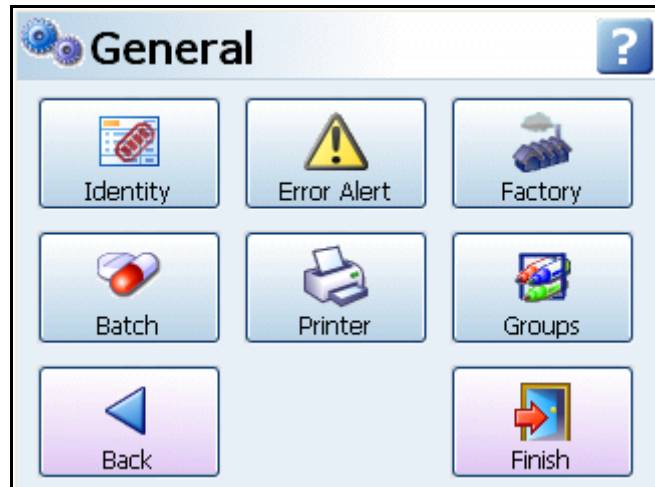 General
?
Identity
Error Alert
Factory
Batch
Printer
Groups
Back
Finish